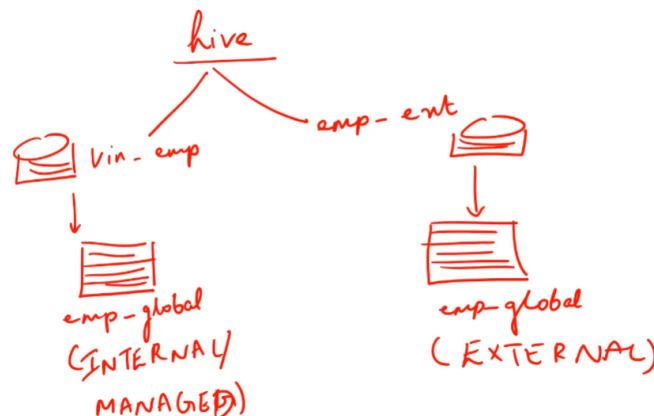 hive
vin_emp
emp_ext
emp_global
(INTERNAL/
MANAGED)
emp_global
(EXTERNAL)